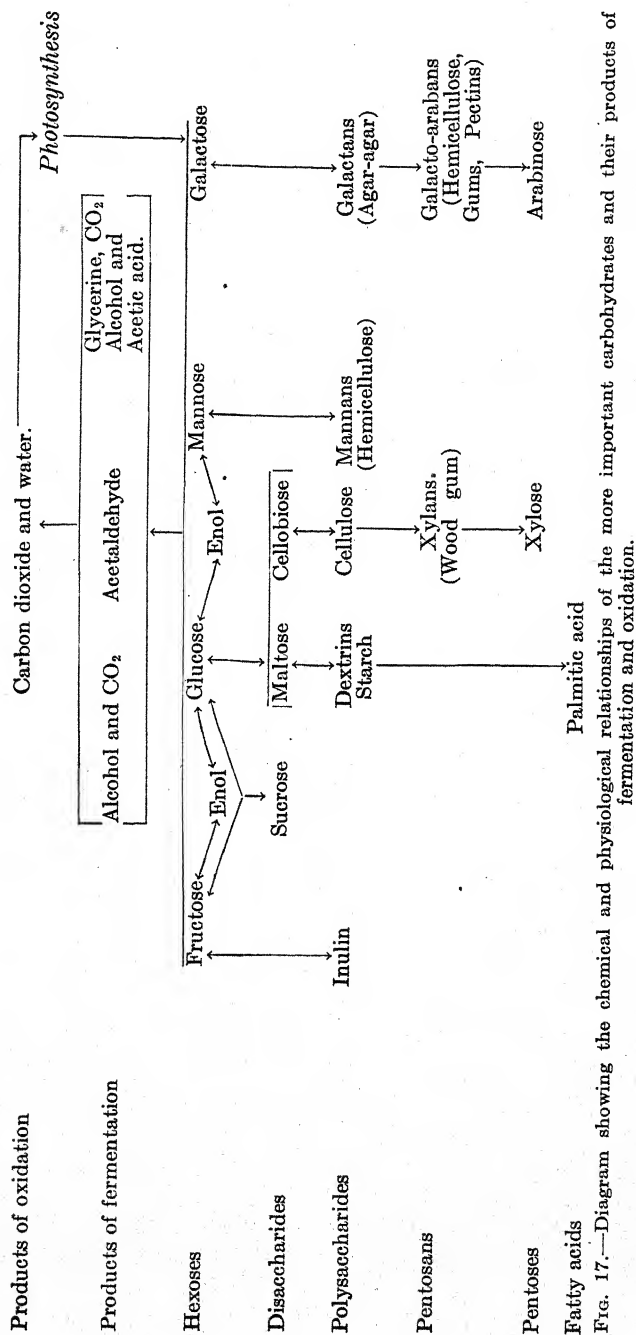 Products of oxidation
Carbon dioxide and water.
Photosynthesis
Products of fermentation
Alcohol and CO2
Acetaldehyde
Glycerine, CO2
Alcohol and
Acetic acid.
Hexoses
Fructose
Enol
Glucose
Enol
Mannose
Galactose
Disaccharides
Sucrose
Maltose
Cellobiose
Polysaccharides
Inulin
Dextrins
Starch
Cellulose
Mannans
(Hemicellulose)
Galactans
(Agar-agar)
Pentosans
Xylans.
(Wood gum)
Galacto-arabans
(Hemicellulose,
Gums, Pectins)
Pentoses
Xylose
Arabinose
Fatty acids
Palmitic acid
FIG. 17.—Diagram showing the chemical and physiological relationships of the more important carbohydrates and their products of
fermentation and oxidation.